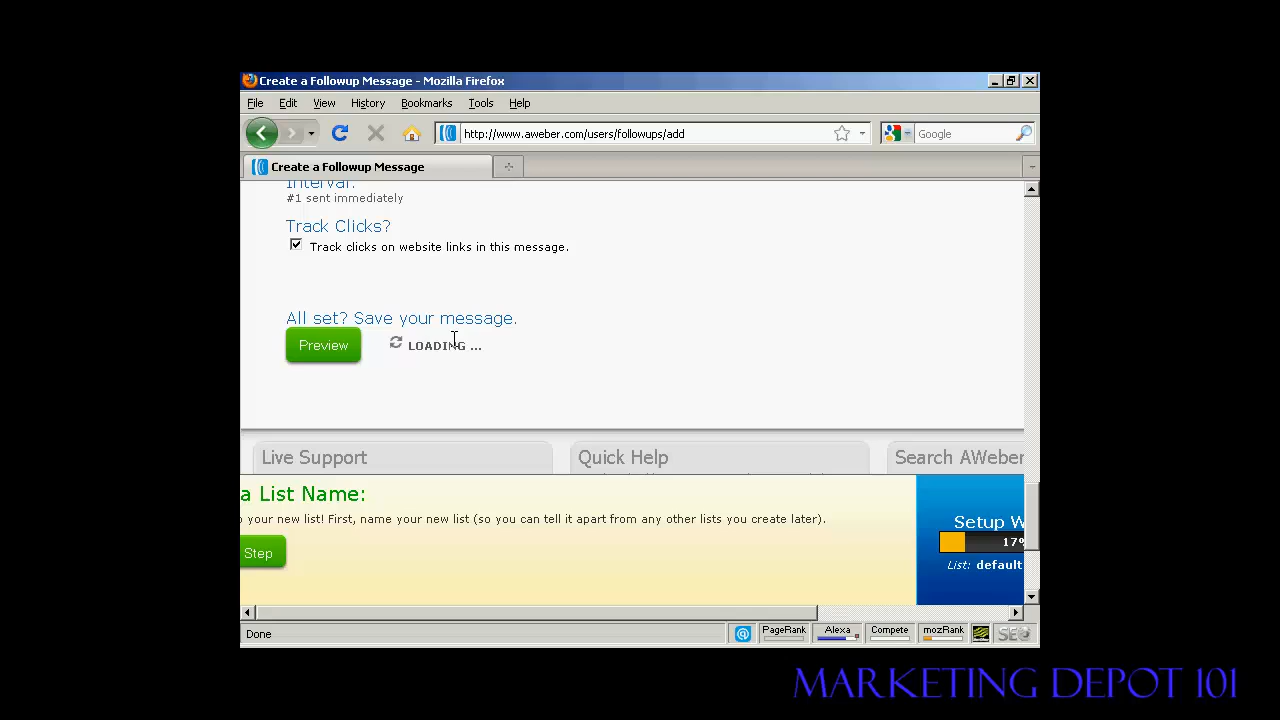 Create a Followup Message - Mozilla Firefox
File Edit View History Bookmarks Tools Help
http://www.aweber.com/users/followups/add
Google
Create a Followup Message
Interval:
#1 sent immediately
Track Clicks?
Track clicks on website links in this message.
All set? Save your message.
Preview
LOADING ...
Live Support
Quick Help
Search AWeber
a List Name:
o your new list! First, name your new list (so you can tell it apart from any other lists you create later).
Step
Setup W
17%
List: default
Done
PageRank
Alexa
Compete
mozRank
SEO
MARKETING DEPOT 101